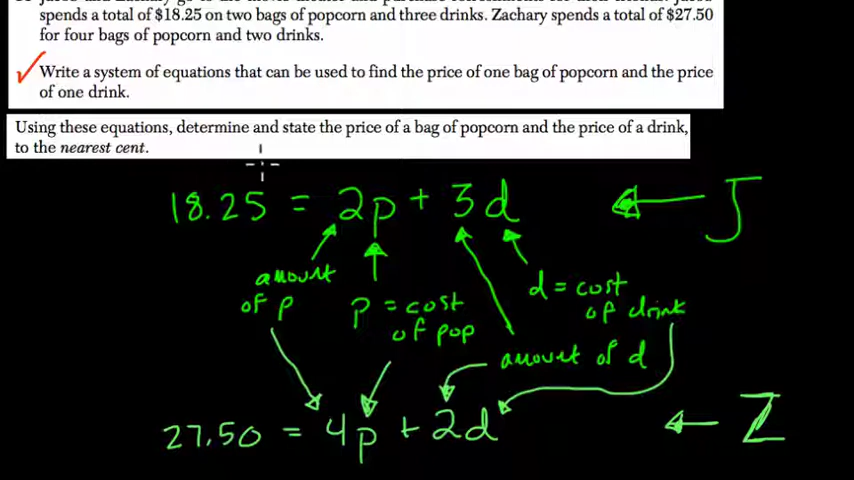 spends a total of $18.25 on two bags of popcorn and three drinks. Zachary spends a total of $27.50
for four bags of popcorn and two drinks.
Write a system of equations that can be used to find the price of one bag of popcorn and the price
of one drink.
Using these equations, determine and state the price of a bag of popcorn and the price of a drink,
to the nearest cent.
18.25 = 2p + 3d ← J
amount
of p
p = cost
of pop
d = cost
of drink
amount of d
27.50 = 4p + 2d ← Z